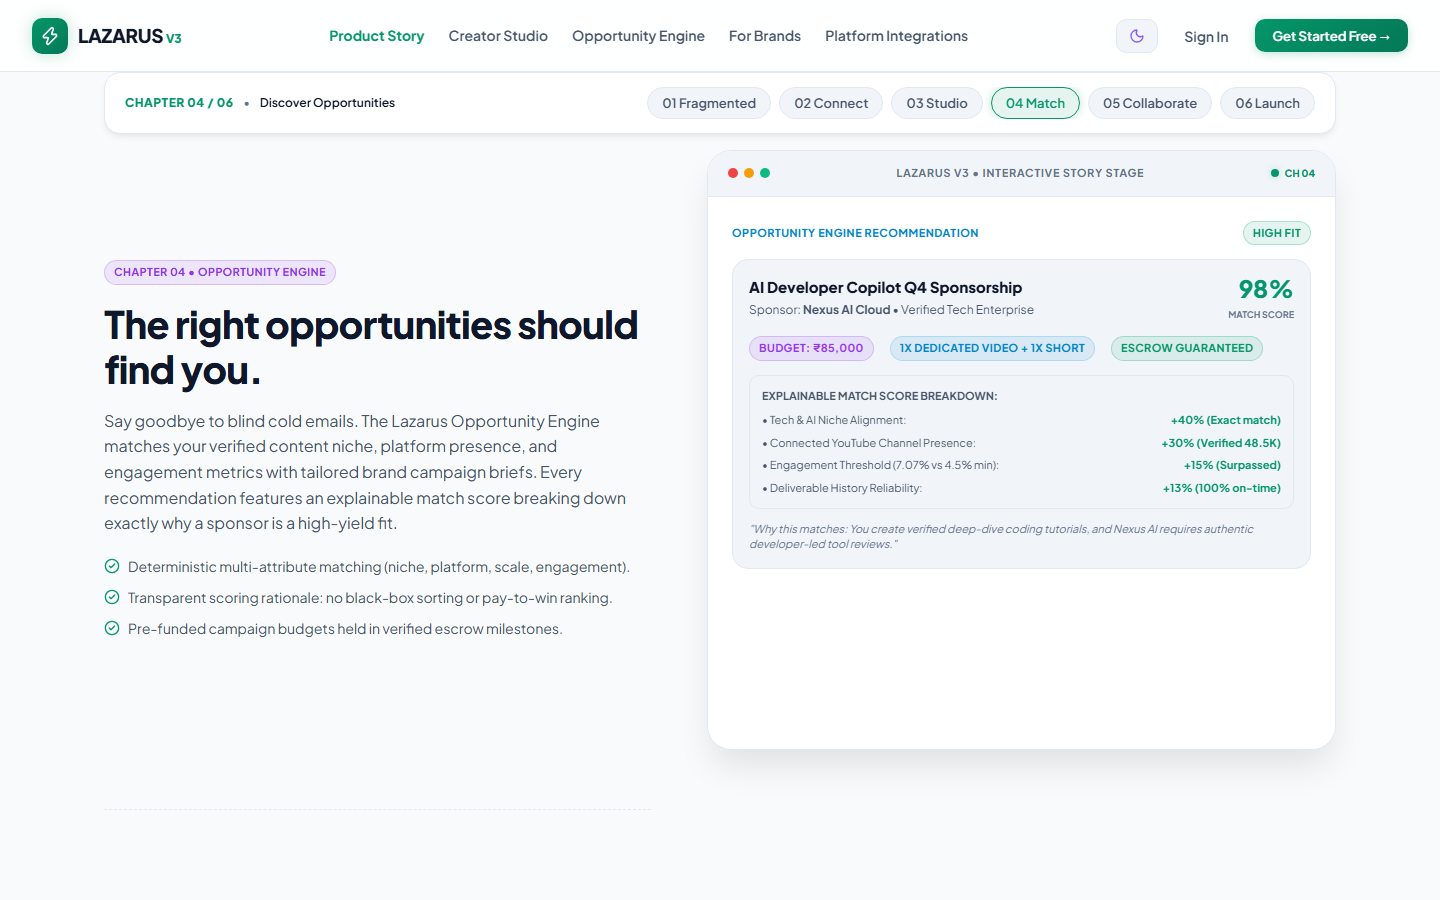 LAZARUS V3
Product Story
Creator Studio
Opportunity Engine
For Brands
Platform Integrations
Sign In
Get Started Free →
CHAPTER 04 / 06 • Discover Opportunities
01 Fragmented
02 Connect
03 Studio
04 Match
05 Collaborate
06 Launch
CHAPTER 04 • OPPORTUNITY ENGINE
The right opportunities should
find you.
Say goodbye to blind cold emails. The Lazarus Opportunity Engine
matches your verified content niche, platform presence, and
engagement metrics with tailored brand campaign briefs. Every
recommendation features an explainable match score breaking down
exactly why a sponsor is a high-yield fit.
Deterministic multi-attribute matching (niche, platform, scale, engagement).
Transparent scoring rationale: no black-box sorting or pay-to-win ranking.
Pre-funded campaign budgets held in verified escrow milestones.
LAZARUS V3 • INTERACTIVE STORY STAGE
CH 04
OPPORTUNITY ENGINE RECOMMENDATION
HIGH FIT
AI Developer Copilot Q4 Sponsorship
98%
Sponsor: Nexus AI Cloud • Verified Tech Enterprise
MATCH SCORE
BUDGET: ₹85,000
1X DEDICATED VIDEO + 1X SHORT
ESCROW GUARANTEED
EXPLAINABLE MATCH SCORE BREAKDOWN:
• Tech & AI Niche Alignment: +40% (Exact match)
• Connected YouTube Channel Presence: +30% (Verified 48.5K)
• Engagement Threshold (7.07% vs 4.5% min): +15% (Surpassed)
• Deliverable History Reliability: +13% (100% on-time)
"Why this matches: You create verified deep-dive coding tutorials, and Nexus AI requires authentic
developer-led tool reviews."